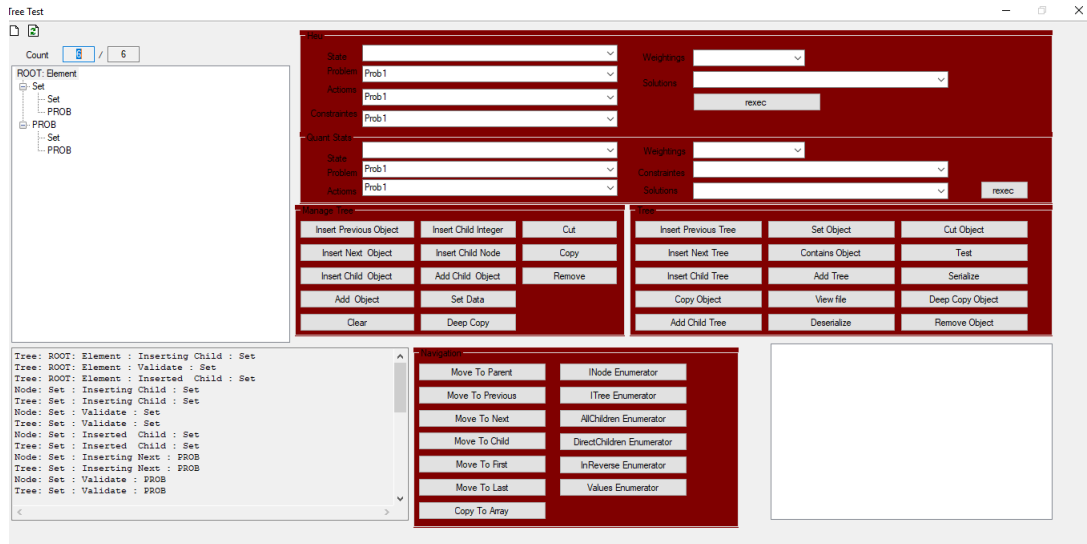 Tree Test
Count 6 / 6
ROOT: Element
Set
Set
PROB
PROB
Set
PROB
State
Problem Prob1
Actioms Prob1
Constraintes Prob1
Weightings
Solutions
rexec
Quant State
State
Problem Prob1
Actioms Prob1
Weightings
Constraintes
Solutions
rexec
Manage Tree
Insert Previous Object Insert Child Integer Cut
Insert Next Object Insert Child Node Copy
Insert Child Object Add Child Object Remove
Add Object Set Data
Clear Deep Copy
Tree
Insert Previous Tree Set Object Cut Object
Insert Next Tree Contains Object Test
Insert Child Tree Add Tree Serialize
Copy Object View file Deep Copy Object
Add Child Tree Deserialize Remove Object
Tree: ROOT: Element : Inserting Child : Set
Tree: ROOT: Element : Validate : Set
Tree: ROOT: Element : Inserted Child : Set
Node: Set : Inserting Child : Set
Tree: Set : Inserting Child : Set
Node: Set : Validate : Set
Tree: Set : Validate : Set
Node: Set : Inserted Child : Set
Tree: Set : Inserted Child : Set
Node: Set : Inserting Next : PROB
Tree: Set : Inserting Next : PROB
Node: Set : Validate : PROB
Tree: Set : Validate : PROB
Navigation
Move To Parent INode Enumerator
Move To Previous ITree Enumerator
Move To Next AllChildren Enumerator
Move To Child DirectChildren Enumerator
Move To First InReverse Enumerator
Move To Last Values Enumerator
Copy To Array